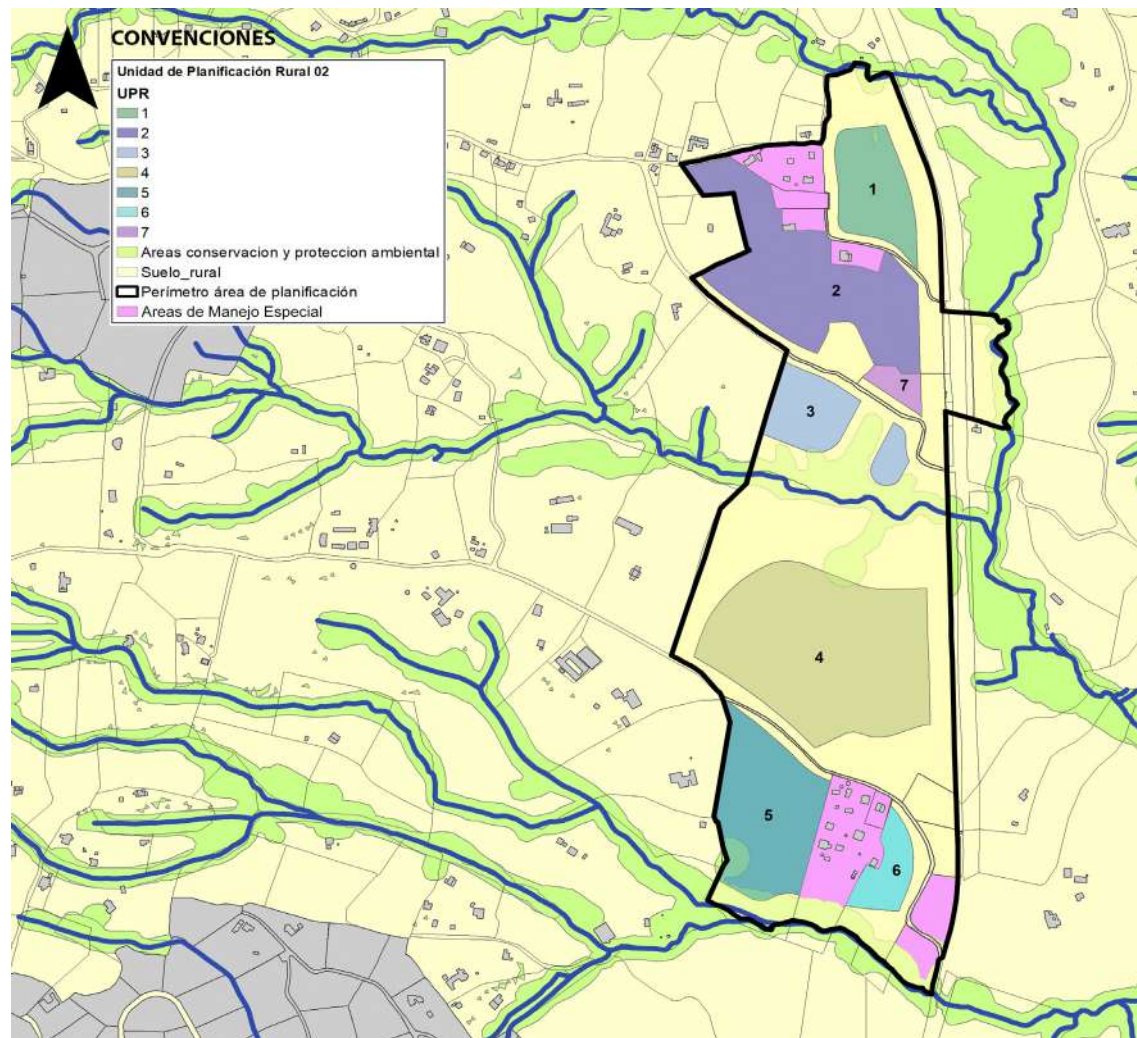 CONVENCIONES
Unidad de Planificación Rural 02
UPR
1
2
3
4
5
6
7
Areas conservacion y proteccion ambiental
Suelo_rural
Perímetro área de planificación
Areas de Manejo Especial
1
2
7
3
4
5
6